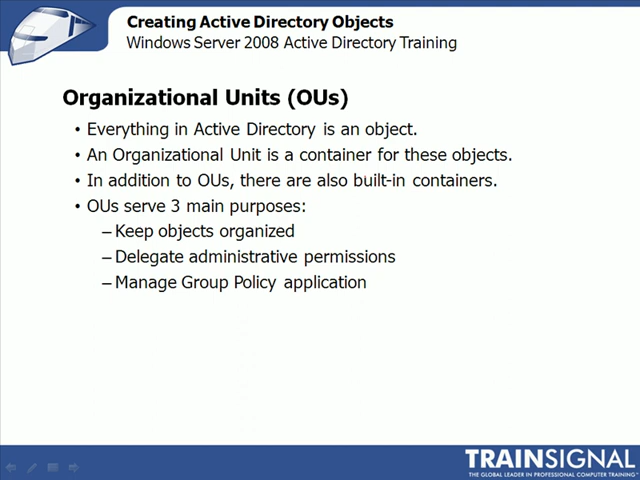 Creating Active Directory Objects
Windows Server 2008 Active Directory Training
Organizational Units (OUs)
• Everything in Active Directory is an object.
• An Organizational Unit is a container for these objects.
• In addition to OUs, there are also built-in containers.
• OUs serve 3 main purposes:
– Keep objects organized
– Delegate administrative permissions
– Manage Group Policy application
TRAINSIGNAL
THE GLOBAL LEADER IN PROFESSIONAL COMPUTER TRAINING